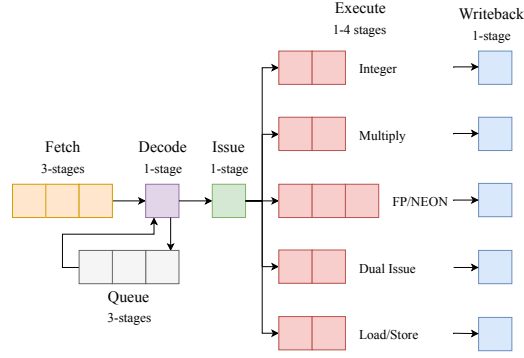 Execute
1-4 stages
Writeback
1-stage
Integer
Multiply
Fetch
3-stages
Decode
1-stage
Issue
1-stage
FP/NEON
Dual Issue
Queue
3-stages
Load/Store